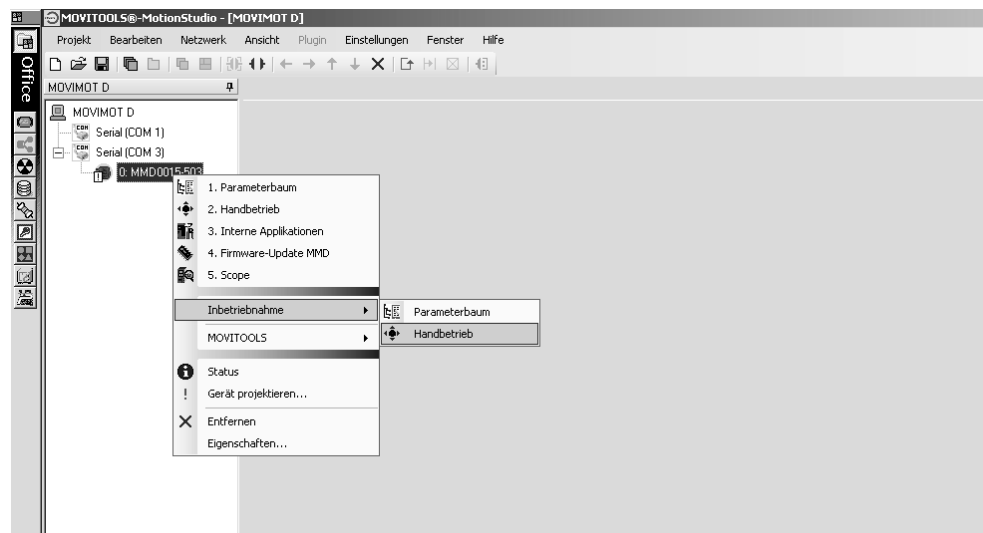 MOVITOOLS®-MotionStudio - [MOVIMOT D]
Projekt Bearbeiten Netzwerk Ansicht Plugin Einstellungen Fenster Hilfe
Office
MOVIMOT D
MOVIMOT D
Serial (COM 1)
Serial (COM 3)
0: MMD0015-503
1. Parameterbaum
2. Handbetrieb
3. Interne Applikationen
4. Firmware-Update MMD
5. Scope
Inbetriebnahme
Parameterbaum
Handbetrieb
MOVITOOLS
Status
Gerät projektieren...
Entfernen
Eigenschaften...